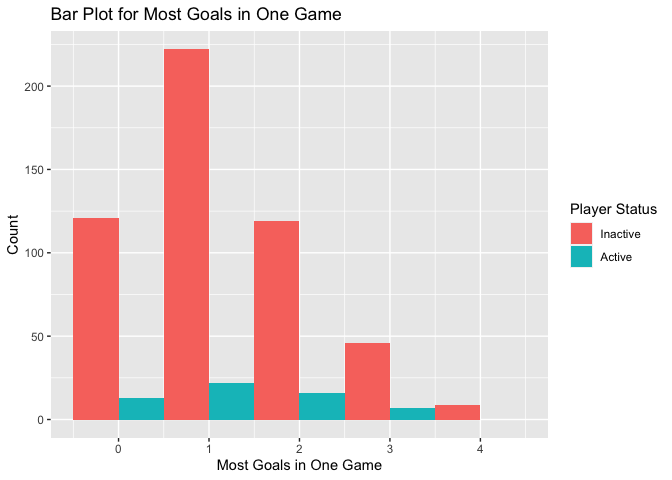 Bar Plot for Most Goals in One Game
200
150
100
50
0
Count
0 1 2 3 4
Most Goals in One Game
Player Status
Inactive
Active